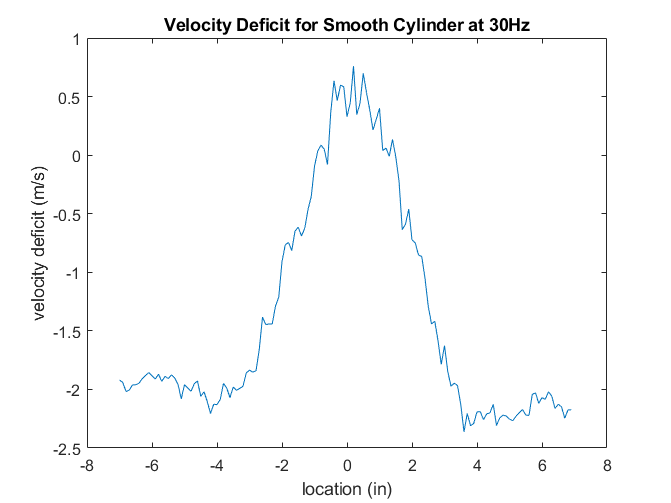 Velocity Deficit for Smooth Cylinder at 30Hz
1
0.5
0
-0.5
-1
-1.5
-2
-2.5
velocity deficit (m/s)
-8 -6 -4 -2 0 2 4 6 8
location (in)